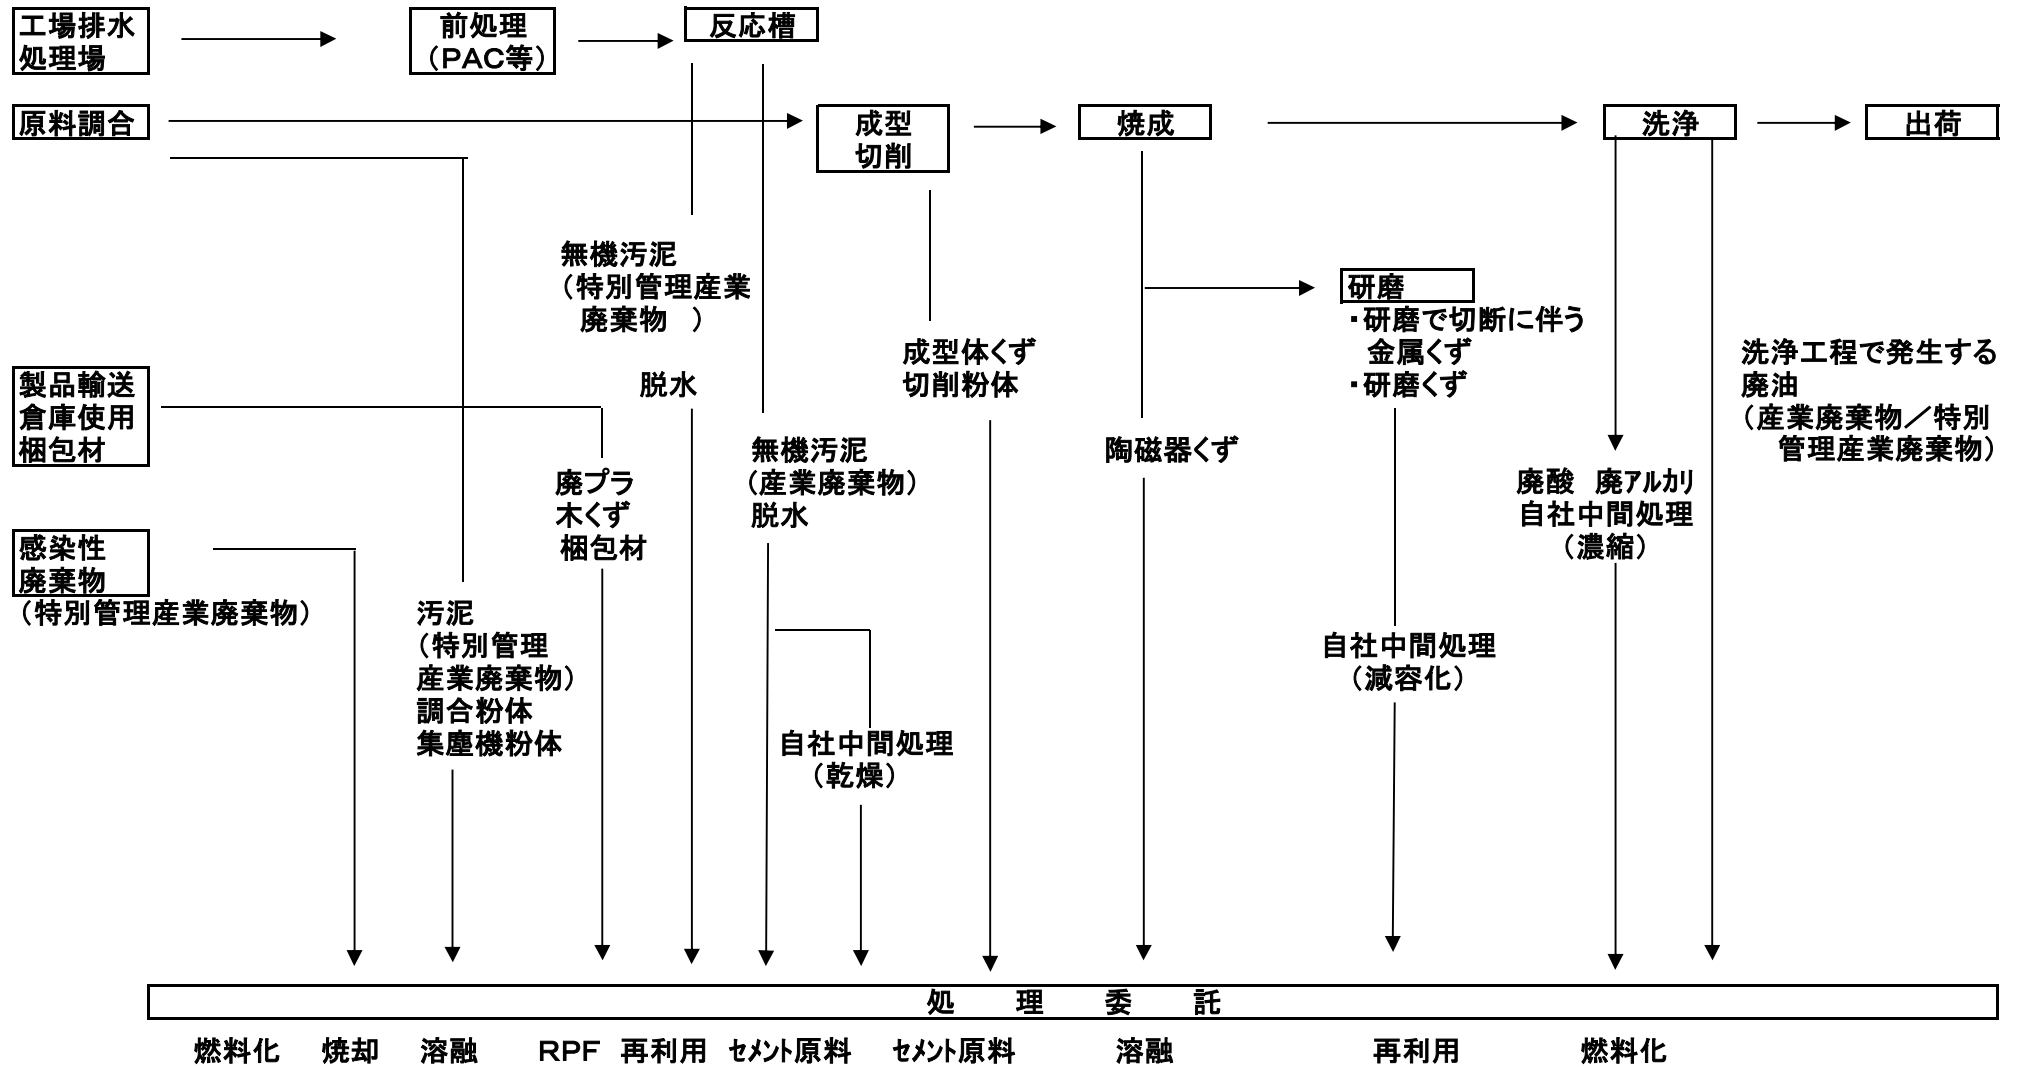 工場排水
処理場
前処理
（ＰＡＣ等）
反応槽
原料調合
成型
切削
焼成
洗浄
出荷
無機汚泥
（特別管理産業
廃棄物　）
脱水
研磨
・研磨で切断に伴う
金属くず
・研磨くず
成型体くず
切削粉体
洗浄工程で発生する
廃油
（産業廃棄物／特別
管理産業廃棄物）
製品輸送
倉庫使用
梱包材
無機汚泥
（産業廃棄物）
脱水
陶磁器くず
廃プラ
木くず
梱包材
廃酸　廃ｱﾙｶﾘ
自社中間処理
（濃縮）
感染性
廃棄物
（特別管理産業廃棄物）
汚泥
（特別管理
産業廃棄物）
調合粉体
集塵機粉体
自社中間処理
（減容化）
自社中間処理
（乾燥）
処　理　委　託
燃料化　焼却　溶融　ＲＰＦ　再利用　ｾﾒﾝﾄ原料　ｾﾒﾝﾄ原料　溶融　再利用　燃料化